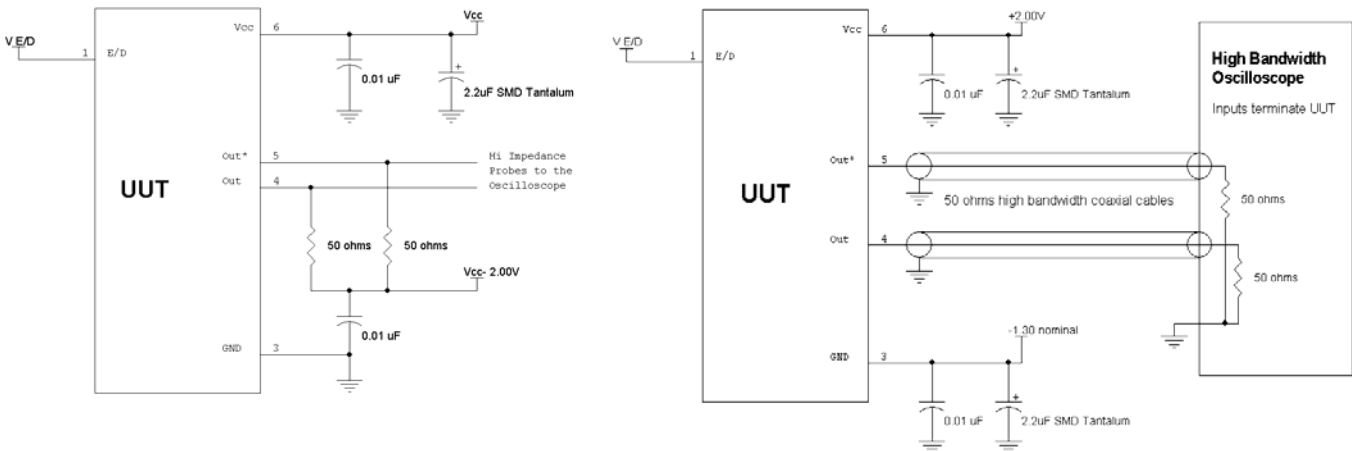 Vcc
Vcc 6
V E/D
1 E/D
0.01 uF
+
2.2uF SMD Tantalum
Out* 5
Out 4
Hi Impedance
Probes to the
Oscilloscope
UUT
50 ohms
50 ohms
Vcc- 2.00V
0.01 uF
GND 3
+2.00V
Vcc 6
V E/D
1 E/D
0.01 uF
+
2.2uF SMD Tantalum
High Bandwidth
Oscilloscope
Inputs terminate UUT
Out* 5
UUT
50 ohms high bandwidth coaxial cables
50 ohms
Out 4
50 ohms
-1.30 nominal
GND 3
0.01 uF
+
2.2uF SMD Tantalum